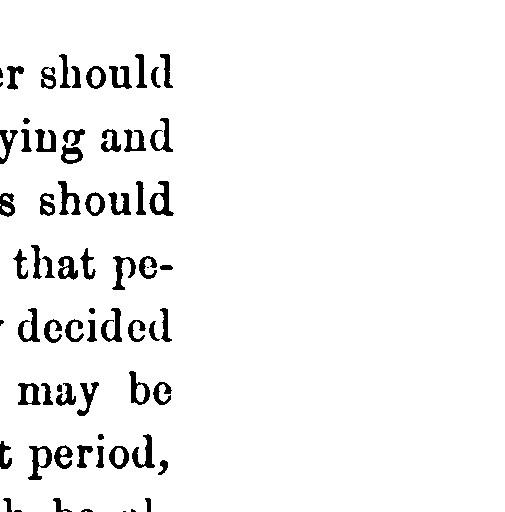 er should
ying and
s should
that pe-
decided
may be
t period,